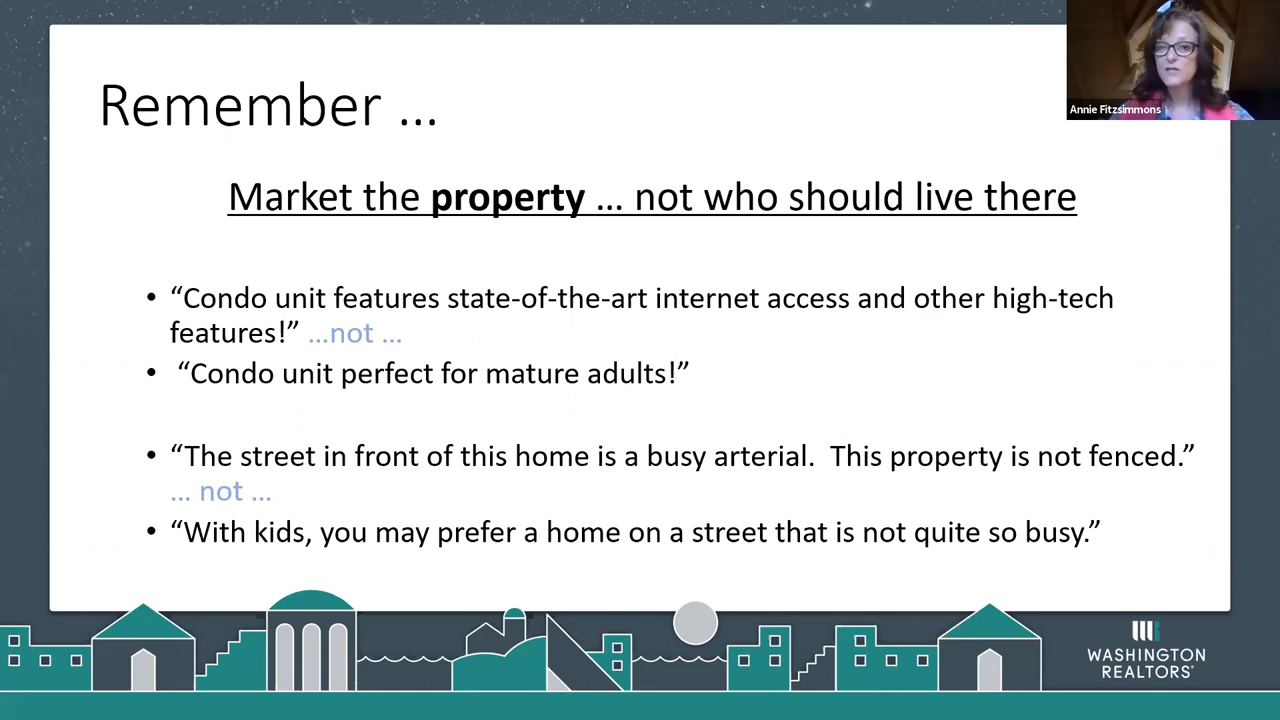 Remember ...
Annie Fitzsimmons
Market the property ... not who should live there
• “Condo unit features state-of-the-art internet access and other high-tech
features!” ...not ...
• “Condo unit perfect for mature adults!”
• “The street in front of this home is a busy arterial.  This property is not fenced.”
... not ...
• “With kids, you may prefer a home on a street that is not quite so busy.”
WASHINGTON
REALTORS®